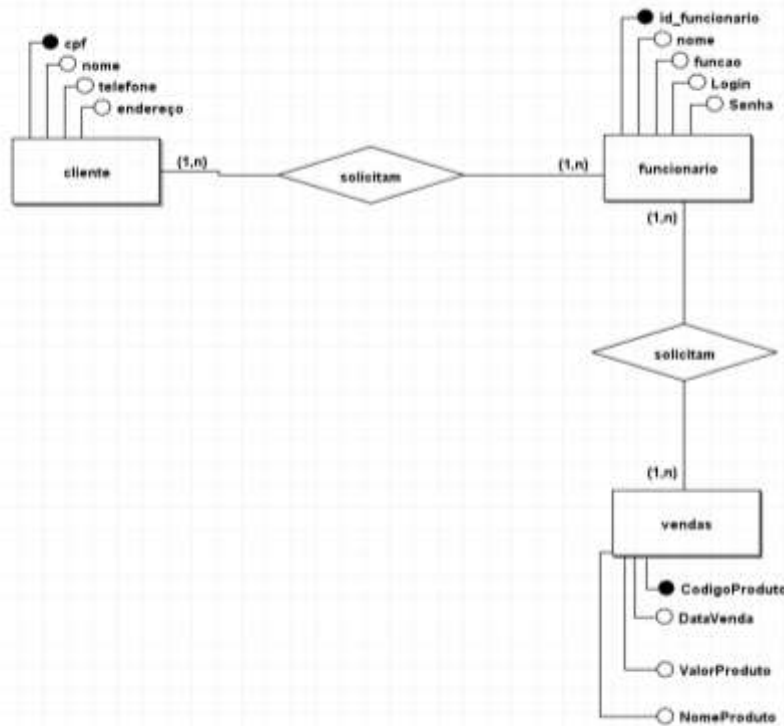 cpf
nome
telefone
endereço
cliente
(1,n)
solicitam
(1,n)
id_funcionario
nome
funcao
Login
Senha
funcionario
(1,n)
solicitam
(1,n)
vendas
CodigoProduto
DataVenda
ValorProduto
NomeProduto